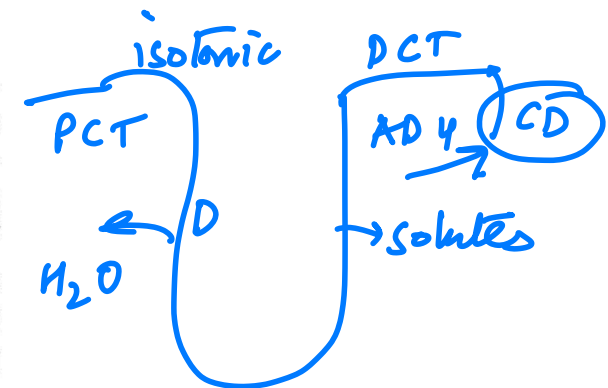 isotonic
DCT
PCT
ADH
CD
D
solutes
H₂O